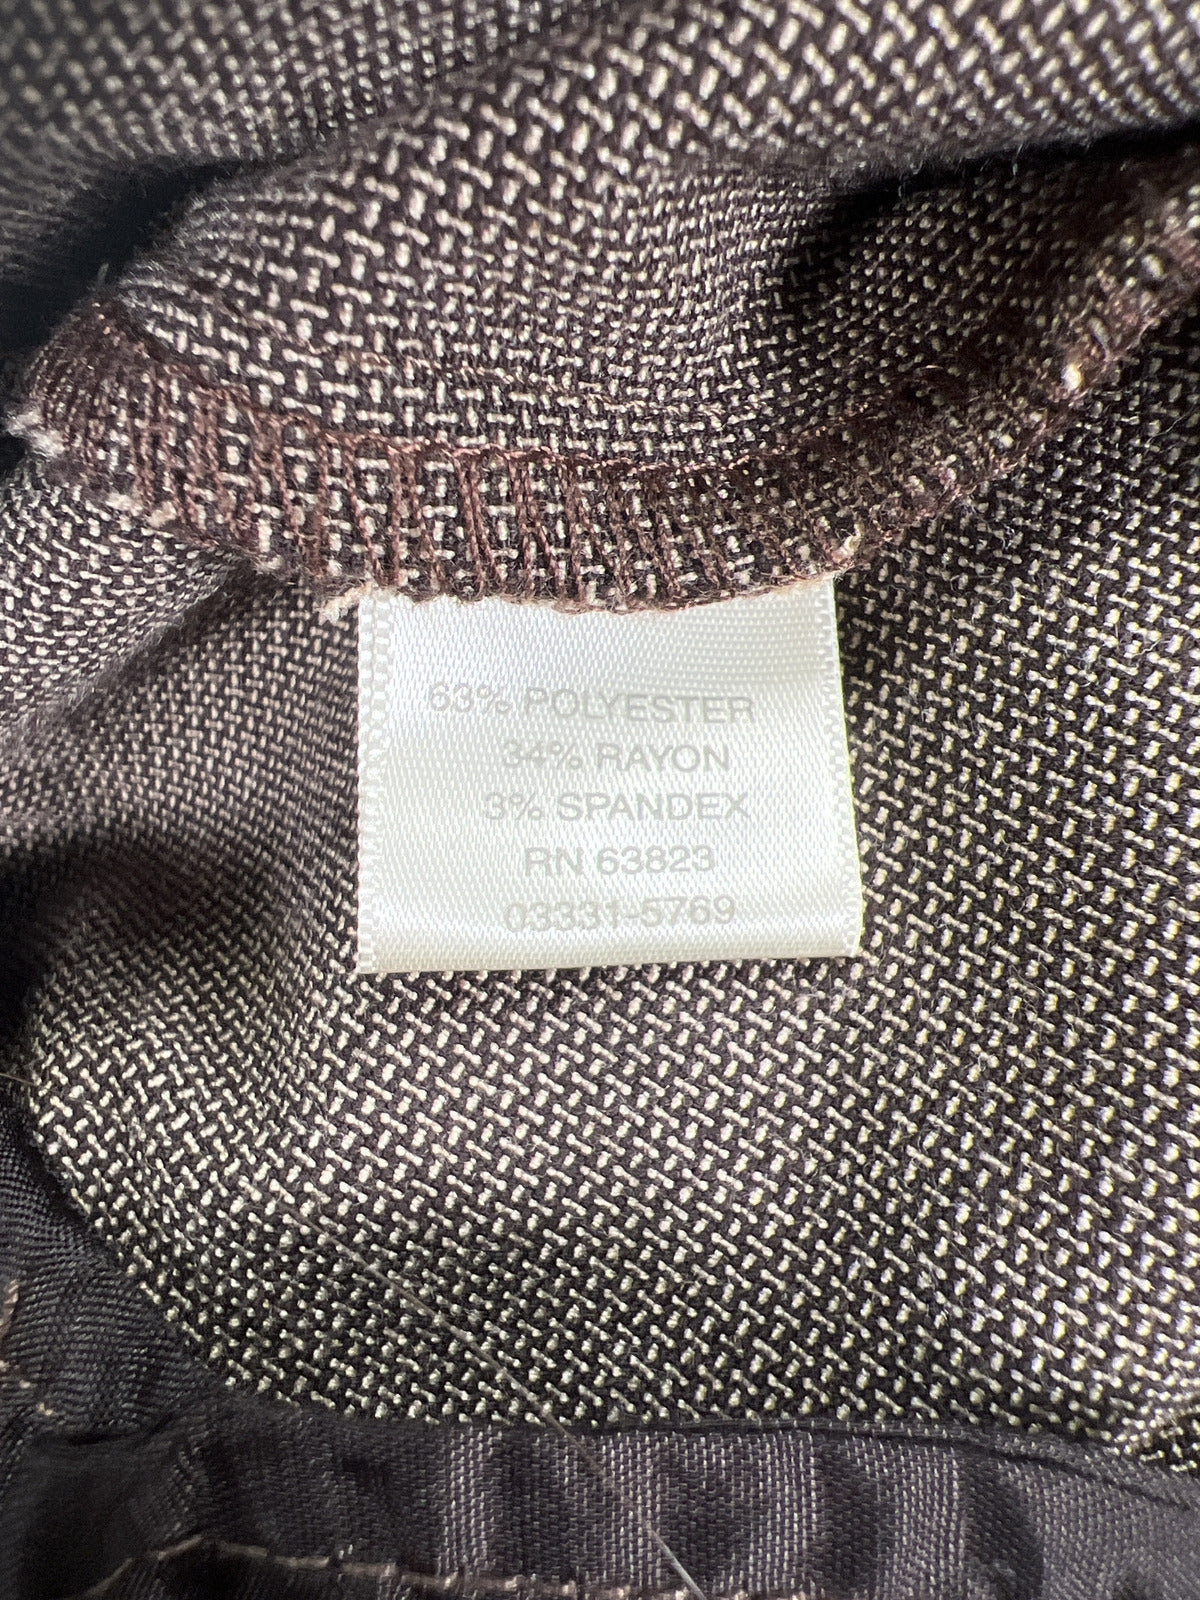 63% POLYESTER
34% RAYON
3% SPANDEX
RN 63823
03331-5769